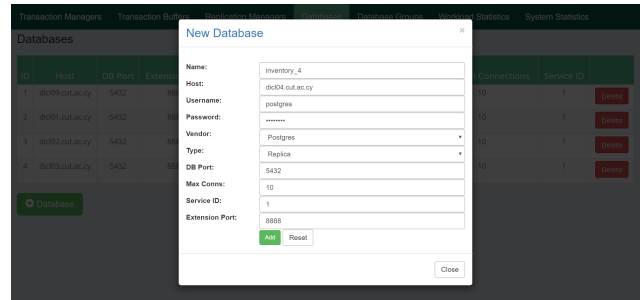 Transaction Managers Transaction Buffers Replication Managers Databases Database Groups Workload Statistics System Statistics
Databases
New Database ×
ID Host DB Port Connections Service ID
1 dicl09.cut.ac.cy 5432 10 1 Delete
2 dicl01.cut.ac.cy 5432 10 1 Delete
3 dicl02.cut.ac.cy 5432 10 1 Delete
4 dicl03.cut.ac.cy 5432 10 1 Delete
Database
Name: inventory_4
Host: dicl04.cut.ac.cy
Username: postgres
Password: ••••••••
Vendor: Postgres
Type: Replica
DB Port: 5432
Max Conns: 10
Service ID: 1
Extension Port: 8888
Add Reset
Close